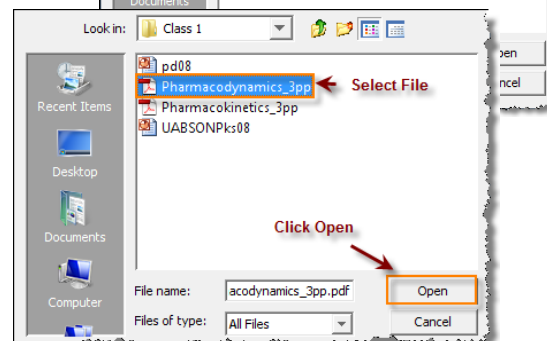 Documents
Look in: Class 1
pen
pd08
Pharmacodynamics_3pp Select File
ncel
Recent Items
Pharmacokinetics_3pp
UABSONPks08
Desktop
Documents
Click Open
Computer
File name: acodynamics_3pp.pdf Open
Files of type: All Files Cancel